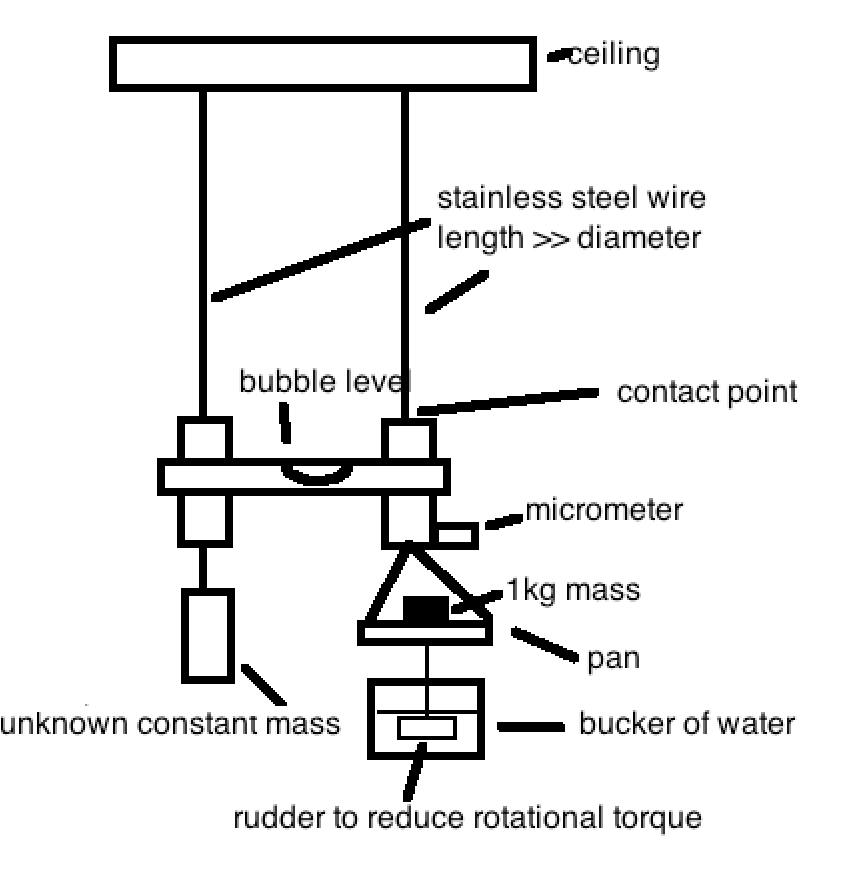 ceiling
stainless steel wire
length >> diameter
bubble level
contact point
micrometer
1kg mass
pan
unknown constant mass
bucker of water
rudder to reduce rotational torque